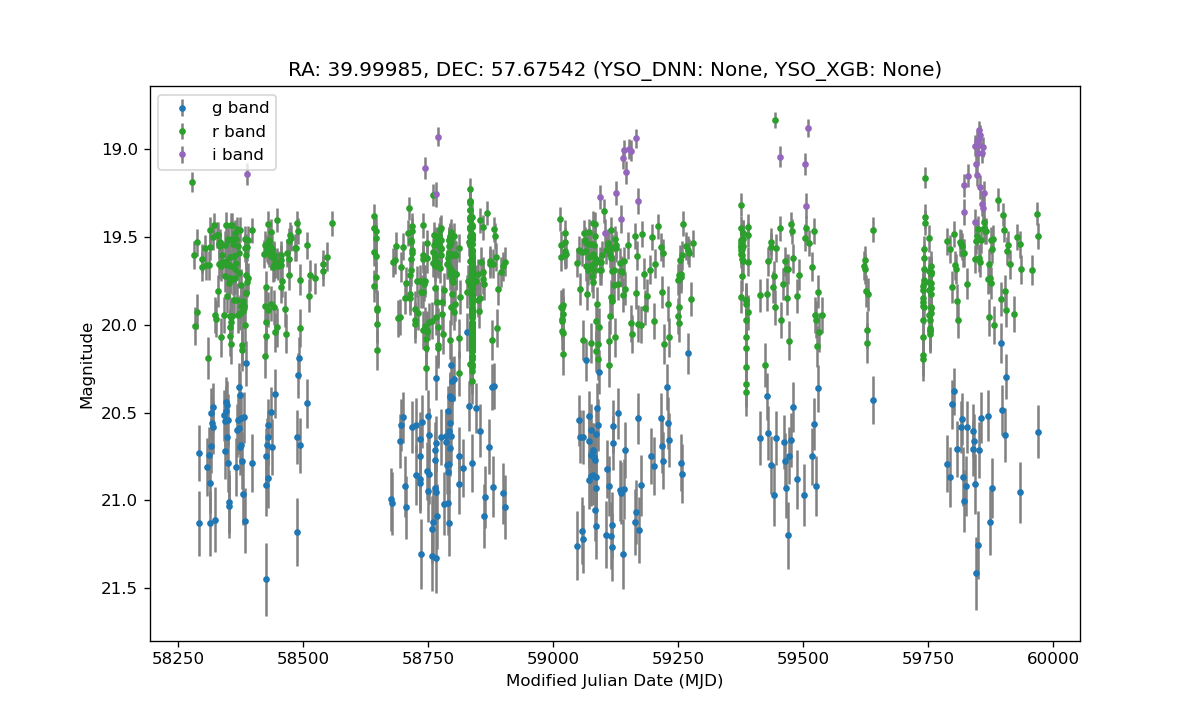 RA: 39.99985, DEC: 57.67542 (YSO_DNN: None, YSO_XGB: None)
g band
r band
i band
19.0
19.5
20.0
20.5
21.0
21.5
Magnitude
58250 58500 58750 59000 59250 59500 59750 60000
Modified Julian Date (MJD)